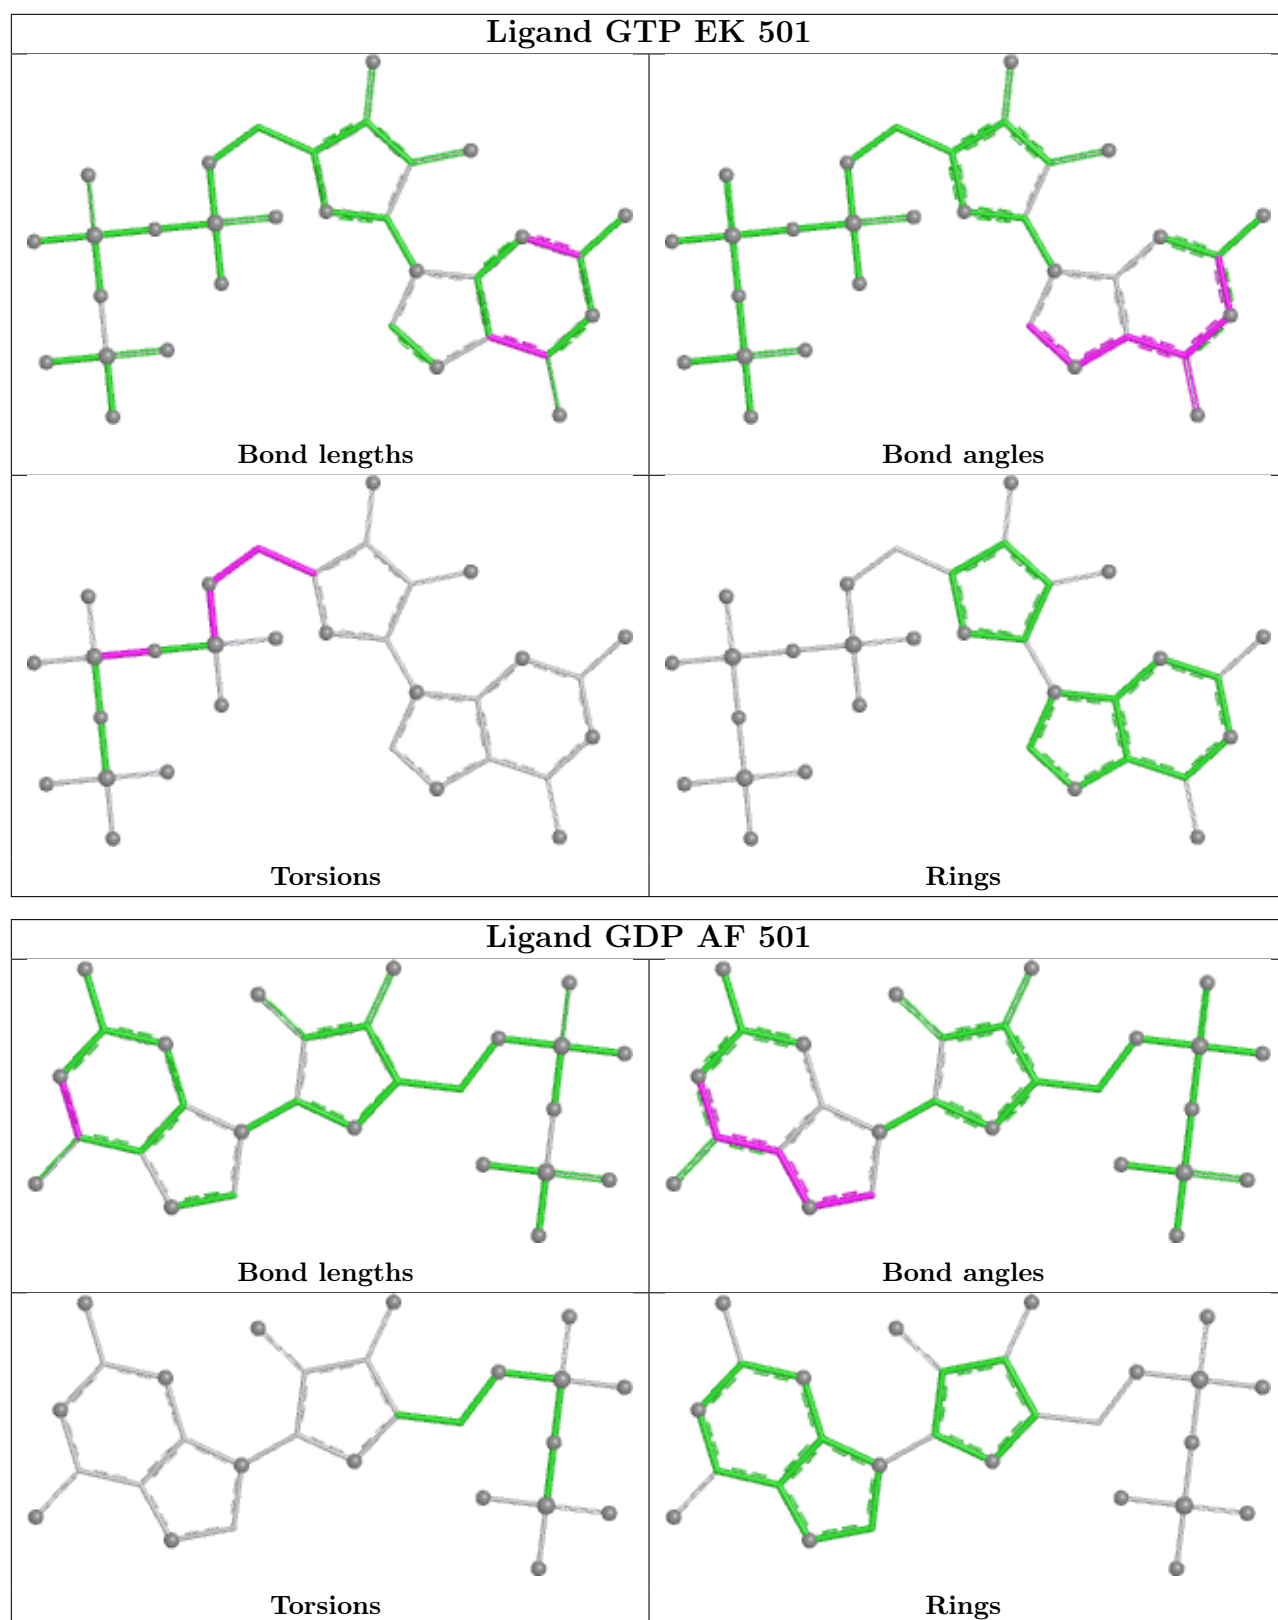 Ligand GTP EK 501
Bond lengths
Bond angles
Torsions
Rings
Ligand GDP AF 501
Bond lengths
Bond angles
Torsions
Rings